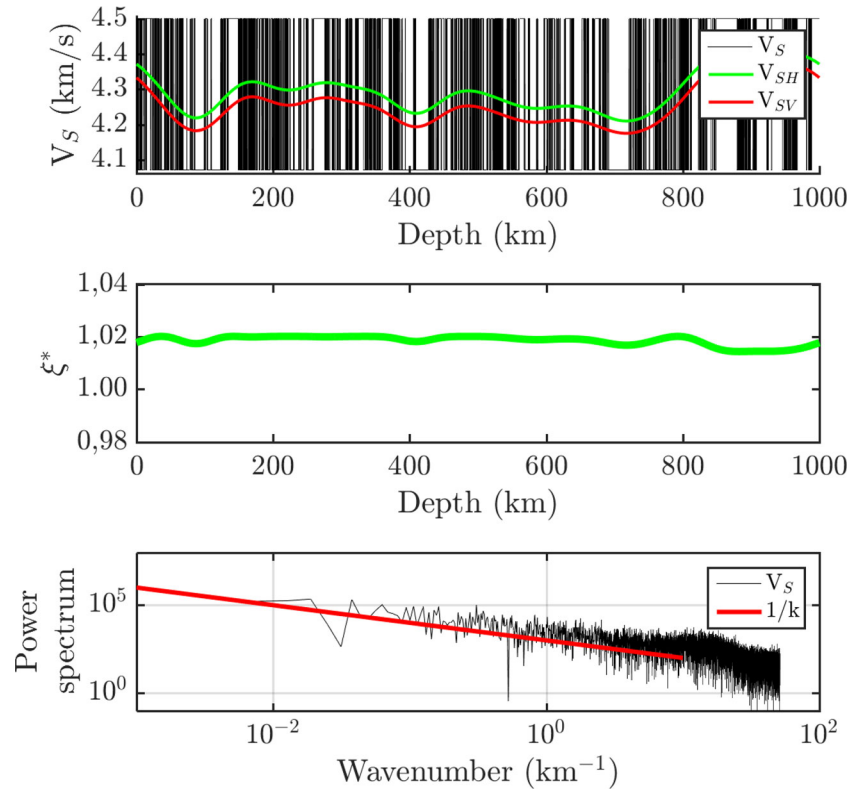 4.5
4.4
4.3
4.2
4.1
V_S (km/s)
V_S
V_SH
V_SV
0 200 400 600 800 1000
Depth (km)
1,04
1,02
1.00
0,98
ξ*
0 200 400 600 800 1000
Depth (km)
Power
spectrum
10^5
10^0
V_S
1/k
10^−2 10^0 10^2
Wavenumber (km^−1)